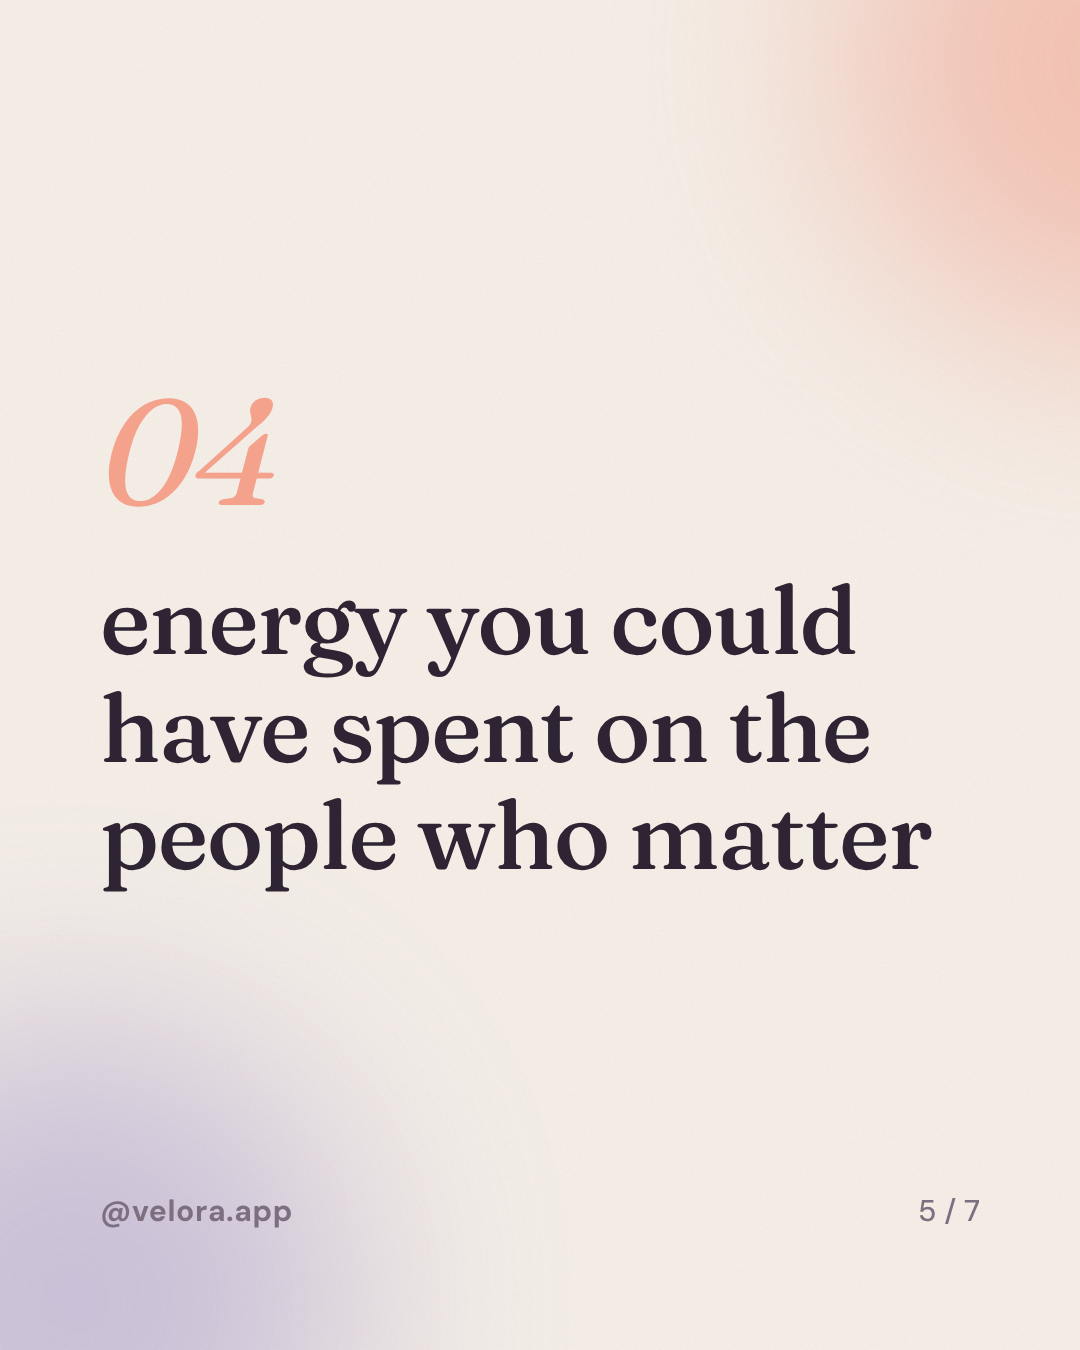 04
energy you could
have spent on the
people who matter
@velora.app
5 / 7